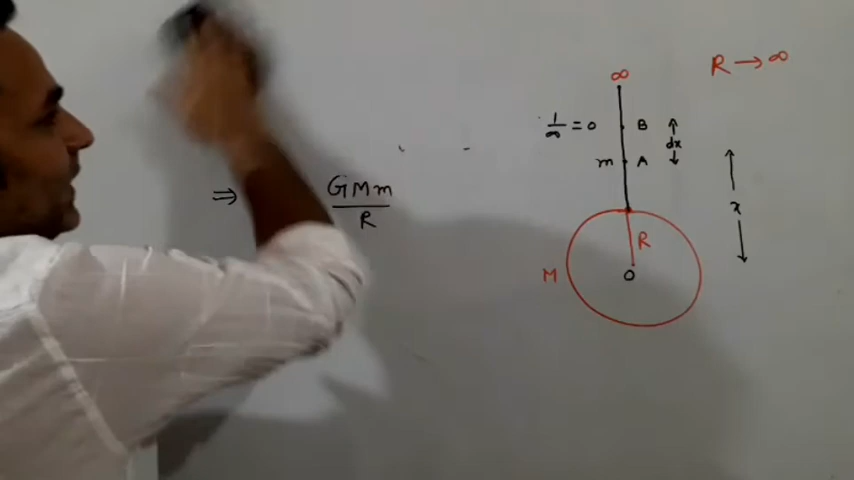 ⇒ GMm
R
∞
R → ∞
1/∞ = 0
B
dx
m
A
x
R
M
O